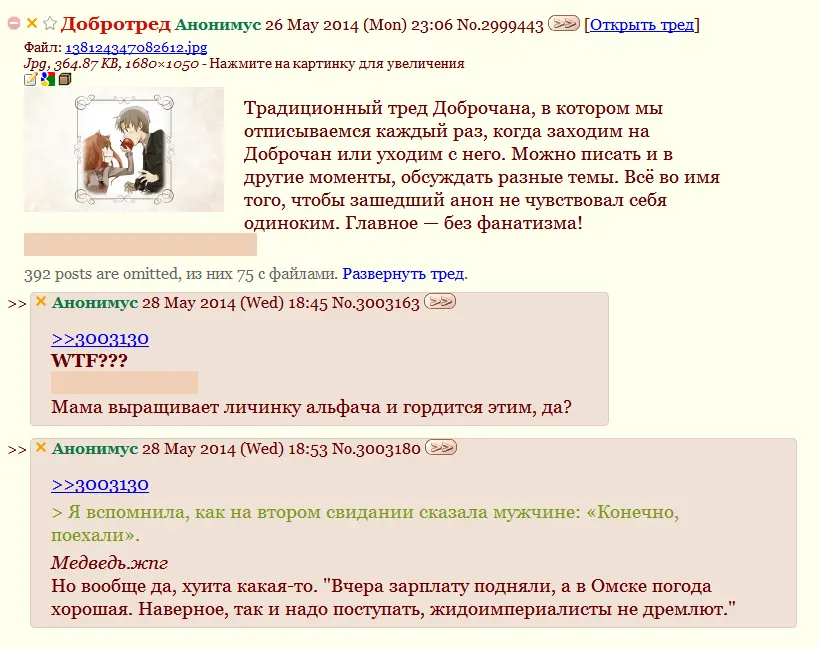 Добротред Анонимус 26 May 2014 (Mon) 23:06 No.2999443 >> [Открыть тред]
Файл: 138124347082612.jpg
Jpg, 364.87 KB, 1680×1050 - Нажмите на картинку для увеличения
Традиционный тред Доброчана, в котором мы
отписываемся каждый раз, когда заходим на
Доброчан или уходим с него. Можно писать и в
другие моменты, обсуждать разные темы. Всё во имя
того, чтобы зашедший анон не чувствовал себя
одиноким. Главное — без фанатизма!
392 posts are omitted, из них 75 с файлами. Развернуть тред.
>> Анонимус 28 May 2014 (Wed) 18:45 No.3003163 >>
>>3003130
WTF???
Мама выращивает личинку альфача и гордится этим, да?
>> Анонимус 28 May 2014 (Wed) 18:53 No.3003180 >>
>>3003130
> Я вспомнила, как на втором свидании сказала мужчине: «Конечно,
поехали».
Медведь.жпг
Но вообще да, хуита какая-то. "Вчера зарплату подняли, а в Омске погода
хорошая. Наверное, так и надо поступать, жидоимпериалисты не дремлют."